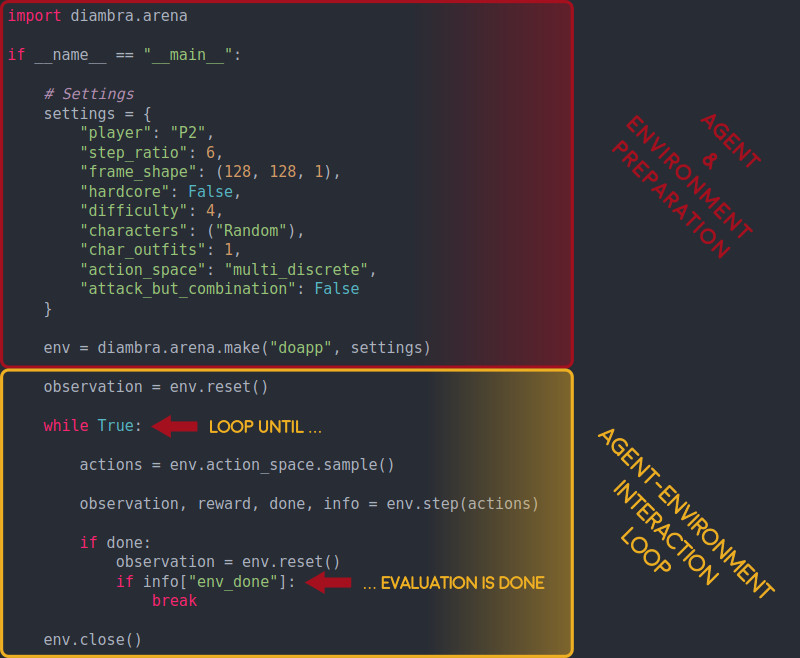 import diambra.arena
if __name__ == "__main__":
# Settings
settings = {
"player": "P2",
"step_ratio": 6,
"frame_shape": (128, 128, 1),
"hardcore": False,
"difficulty": 4,
"characters": ("Random"),
"char_outfits": 1,
"action_space": "multi_discrete",
"attack_but_combination": False
}
env = diambra.arena.make("doapp", settings)
AGENT
&
ENVIRONMENT
PREPARATION
observation = env.reset()
while True: LOOP UNTIL ...
actions = env.action_space.sample()
observation, reward, done, info = env.step(actions)
if done:
observation = env.reset()
if info["env_done"]: ... EVALUATION IS DONE
break
env.close()
AGENT-ENVIRONMENT
INTERACTION
LOOP